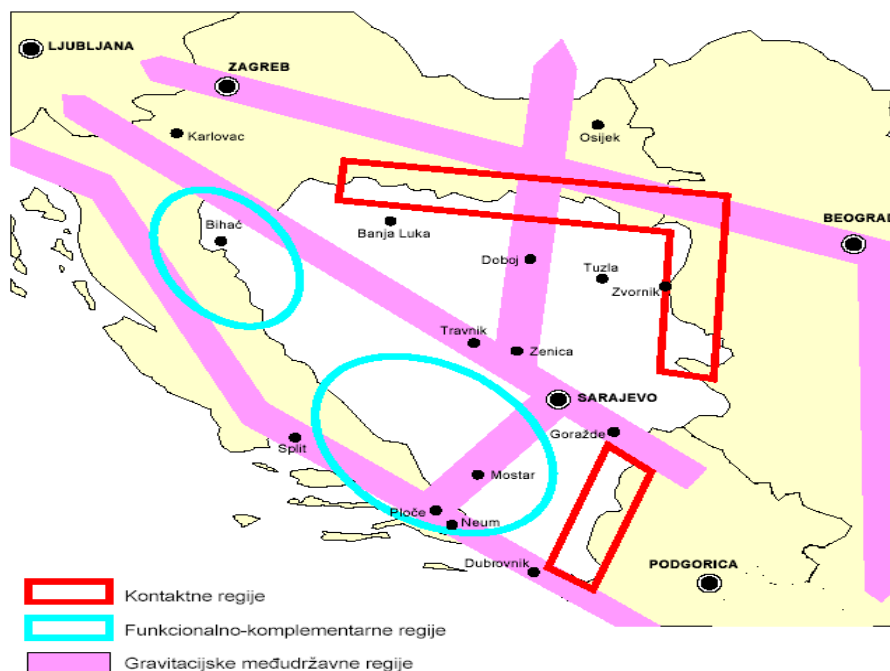 LJUBLJANA
ZAGREB
Karlovac
Osijek
Bihać
Banja Luka
BEOGRAD
Doboj
Tuzla
Zvornik
Travnik
Zenica
SARAJEVO
Goražde
Split
Mostar
Ploče
Neum
Dubrovnik
PODGORICA
Kontaktne regije
Funkcionalno-komplementarne regije
Gravitacijske međudržavne regije